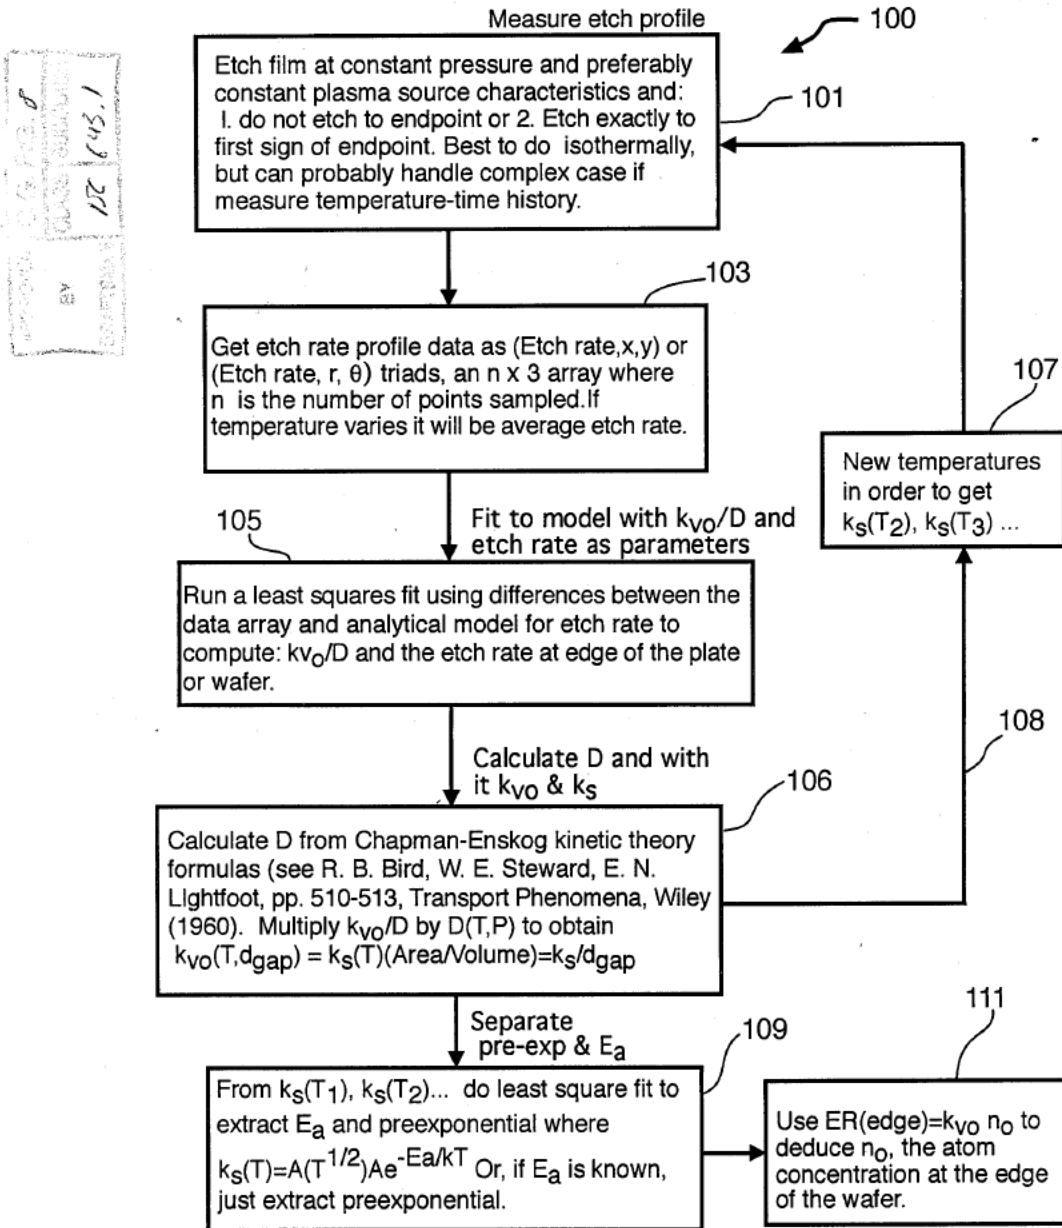 Measure etch profile
100
Etch film at constant pressure and preferably
constant plasma source characteristics and:
1. do not etch to endpoint or 2. Etch exactly to
first sign of endpoint. Best to do isothermally,
but can probably handle complex case if
measure temperature-time history.
101
103
Get etch rate profile data as (Etch rate,x,y) or
(Etch rate, r, θ) triads, an n x 3 array where
n is the number of points sampled.If
temperature varies it will be average etch rate.
107
New temperatures
in order to get
ks(T2), ks(T3) ...
105
Fit to model with kvo/D and
etch rate as parameters
Run a least squares fit using differences between the
data array and analytical model for etch rate to
compute: kvo/D and the etch rate at edge of the plate
or wafer.
108
Calculate D and with
it kvo & ks
106
Calculate D from Chapman-Enskog kinetic theory
formulas (see R. B. Bird, W. E. Steward, E. N.
Lightfoot, pp. 510-513, Transport Phenomena, Wiley
(1960). Multiply kvo/D by D(T,P) to obtain
kvo(T,dgap) = ks(T)(Area/Volume)=ks/dgap
Separate
pre-exp & Ea
109
111
From ks(T1), ks(T2)... do least square fit to
extract Ea and preexponential where
ks(T)=A(T^1/2)Ae^-Ea/kT Or, if Ea is known,
just extract preexponential.
Use ER(edge)=kvo no to
deduce no, the atom
concentration at the edge
of the wafer.
156
643.1
BY